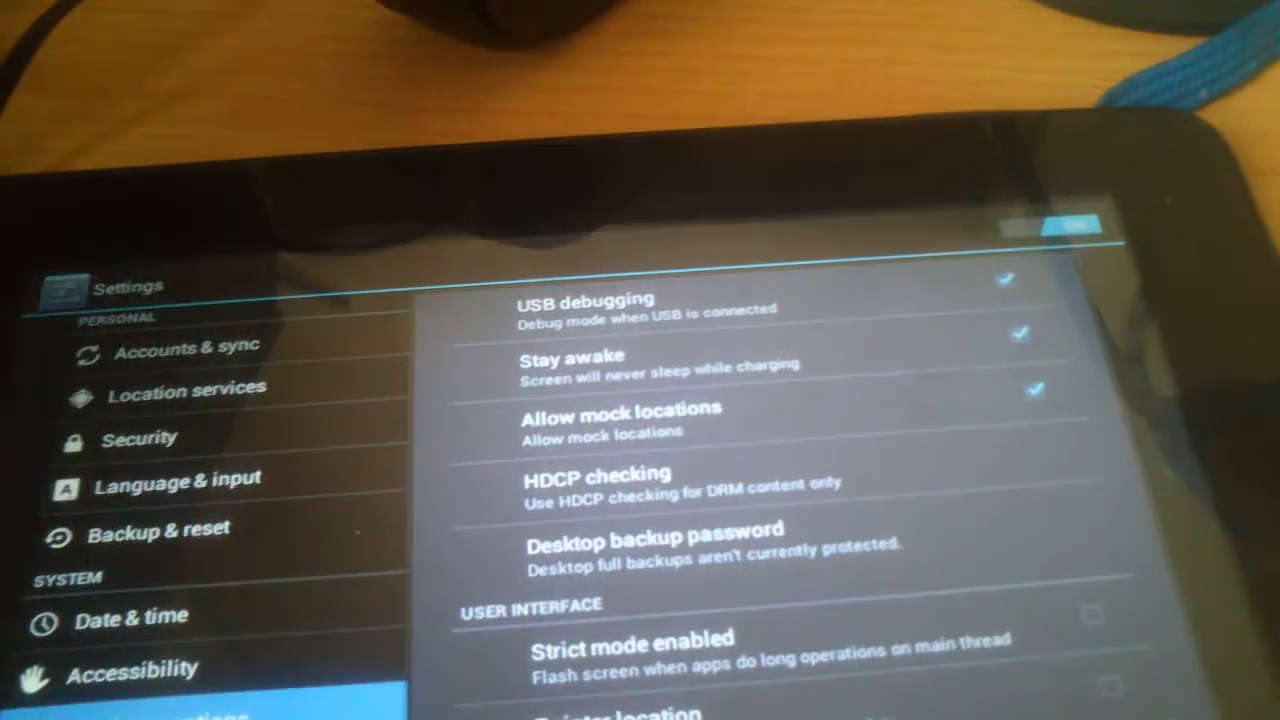 Settings
PERSONAL
Accounts & sync
Location services
Security
Language & input
Backup & reset
SYSTEM
Date & time
Accessibility
USB debugging
Debug mode when USB is connected
Stay awake
Screen will never sleep while charging
Allow mock locations
Allow mock locations
HDCP checking
Use HDCP checking for DRM content only
Desktop backup password
Desktop full backups aren't currently protected.
USER INTERFACE
Strict mode enabled
Flash screen when apps do long operations on main thread
Pointer location